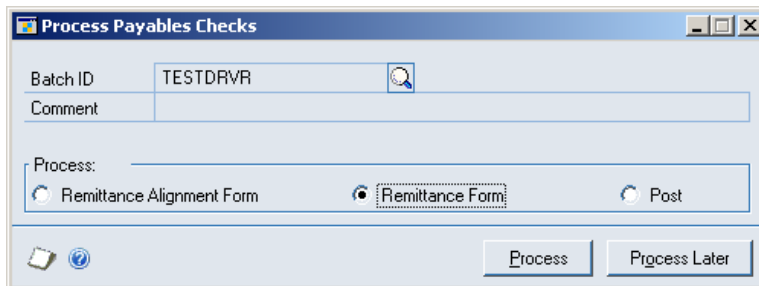 Process Payables Checks
Batch ID TESTDRVR
Comment
Process:
Remittance Alignment Form Remittance Form Post
Process Process Later